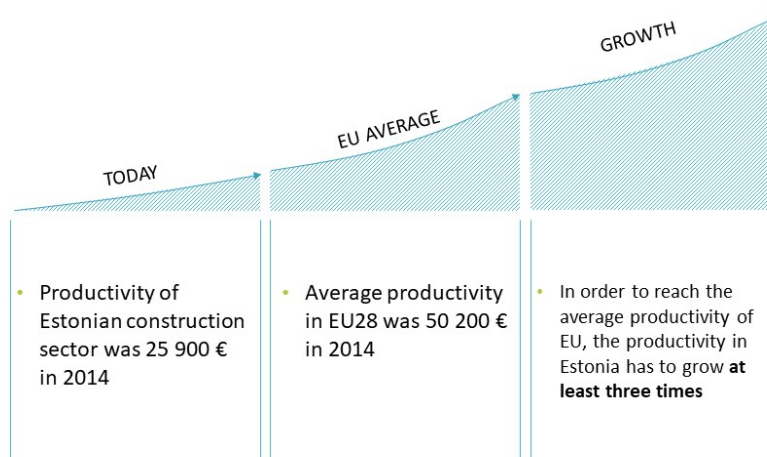 TODAY
EU AVERAGE
GROWTH
• Productivity of
Estonian construction
sector was 25 900 €
in 2014
• Average productivity
in EU28 was 50 200 €
in 2014
• In order to reach the
average productivity of
EU, the productivity in
Estonia has to grow at
least three times